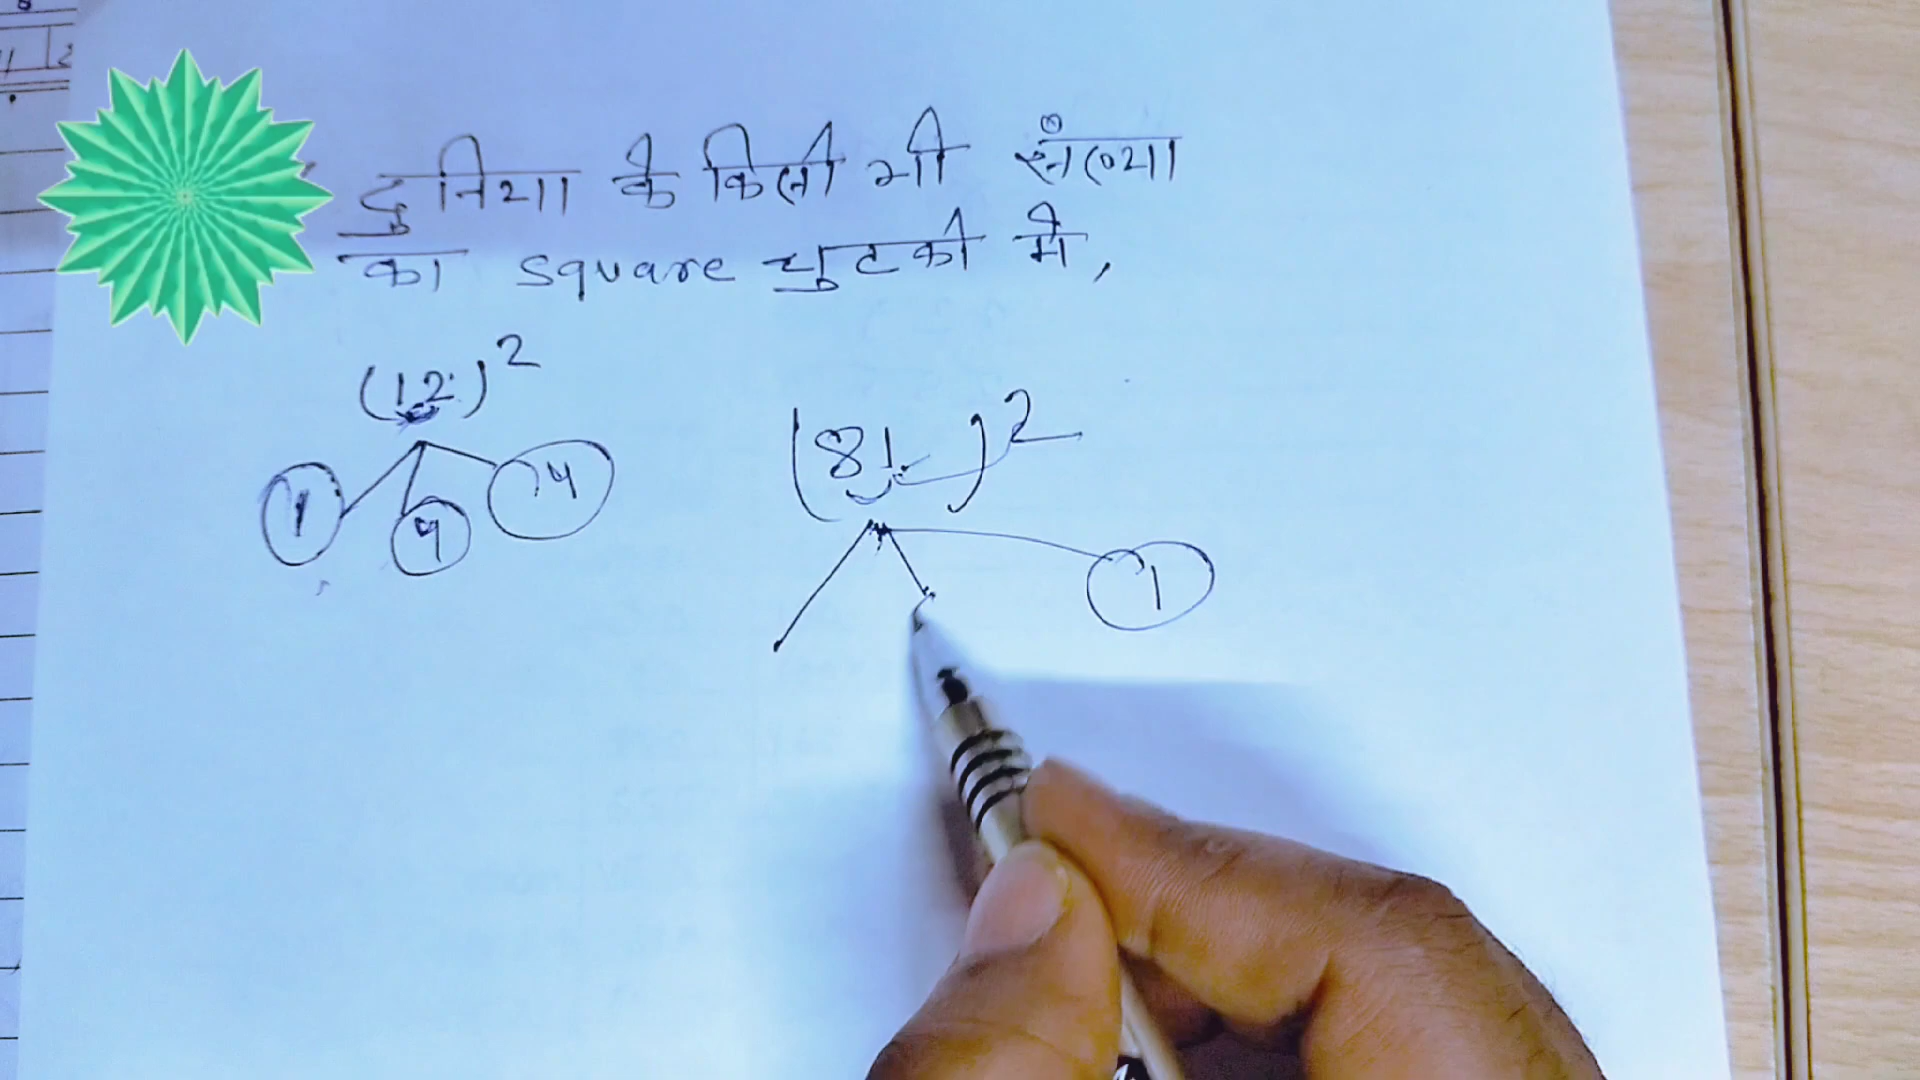 दुनिया के किसी भी संख्या
का square चुटकी में,
(12)²
1 4 4
(81)²
1